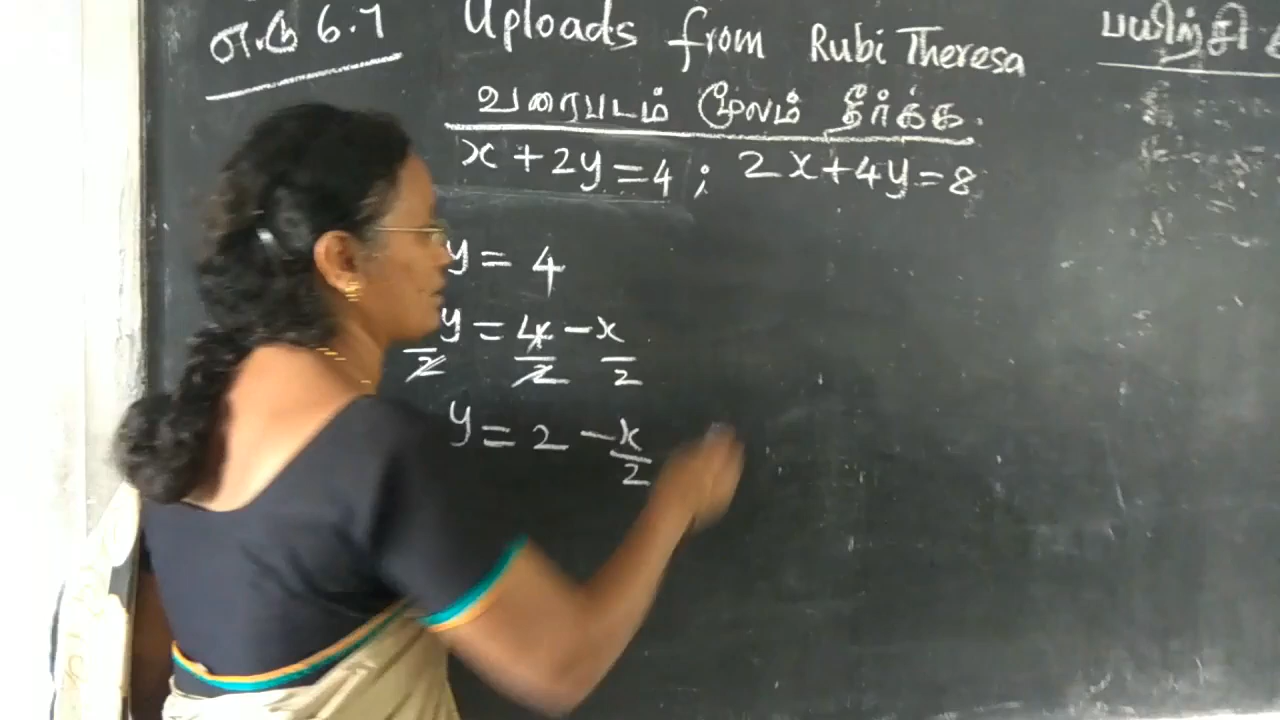 எ.டு 6.7 Uploads from Rubi Theresa பயிற்சி
வரைபடம் மூலம் தீர்க்க.
x + 2y = 4 ; 2x + 4y = 8
y = 4
y/2 = 4/2 - x/2
y = 2 - x/2